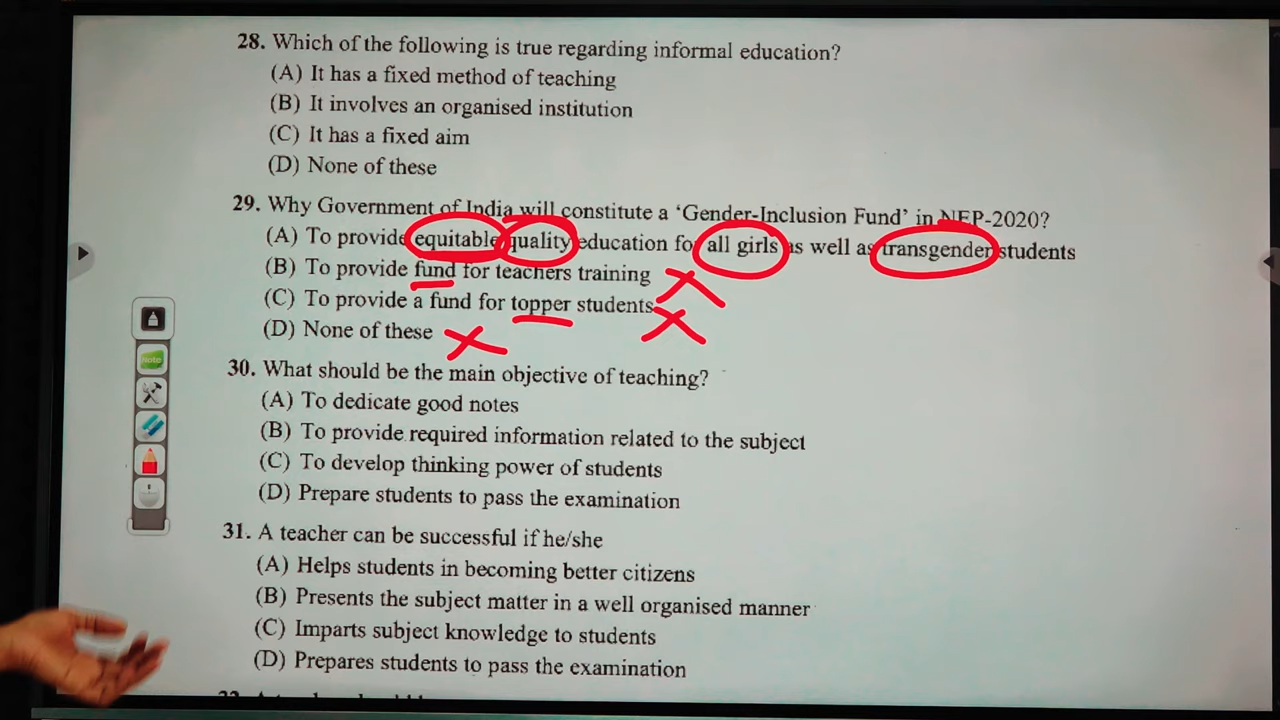 28. Which of the following is true regarding informal education?
(A) It has a fixed method of teaching
(B) It involves an organised institution
(C) It has a fixed aim
(D) None of these
29. Why Government of India will constitute a ‘Gender-Inclusion Fund’ in NEP-2020?
(A) To provide equitable quality education for all girls as well as transgender students
(B) To provide fund for teachers training
(C) To provide a fund for topper students
(D) None of these
30. What should be the main objective of teaching?
(A) To dedicate good notes
(B) To provide required information related to the subject
(C) To develop thinking power of students
(D) Prepare students to pass the examination
31. A teacher can be successful if he/she
(A) Helps students in becoming better citizens
(B) Presents the subject matter in a well organised manner
(C) Imparts subject knowledge to students
(D) Prepares students to pass the examination
Note